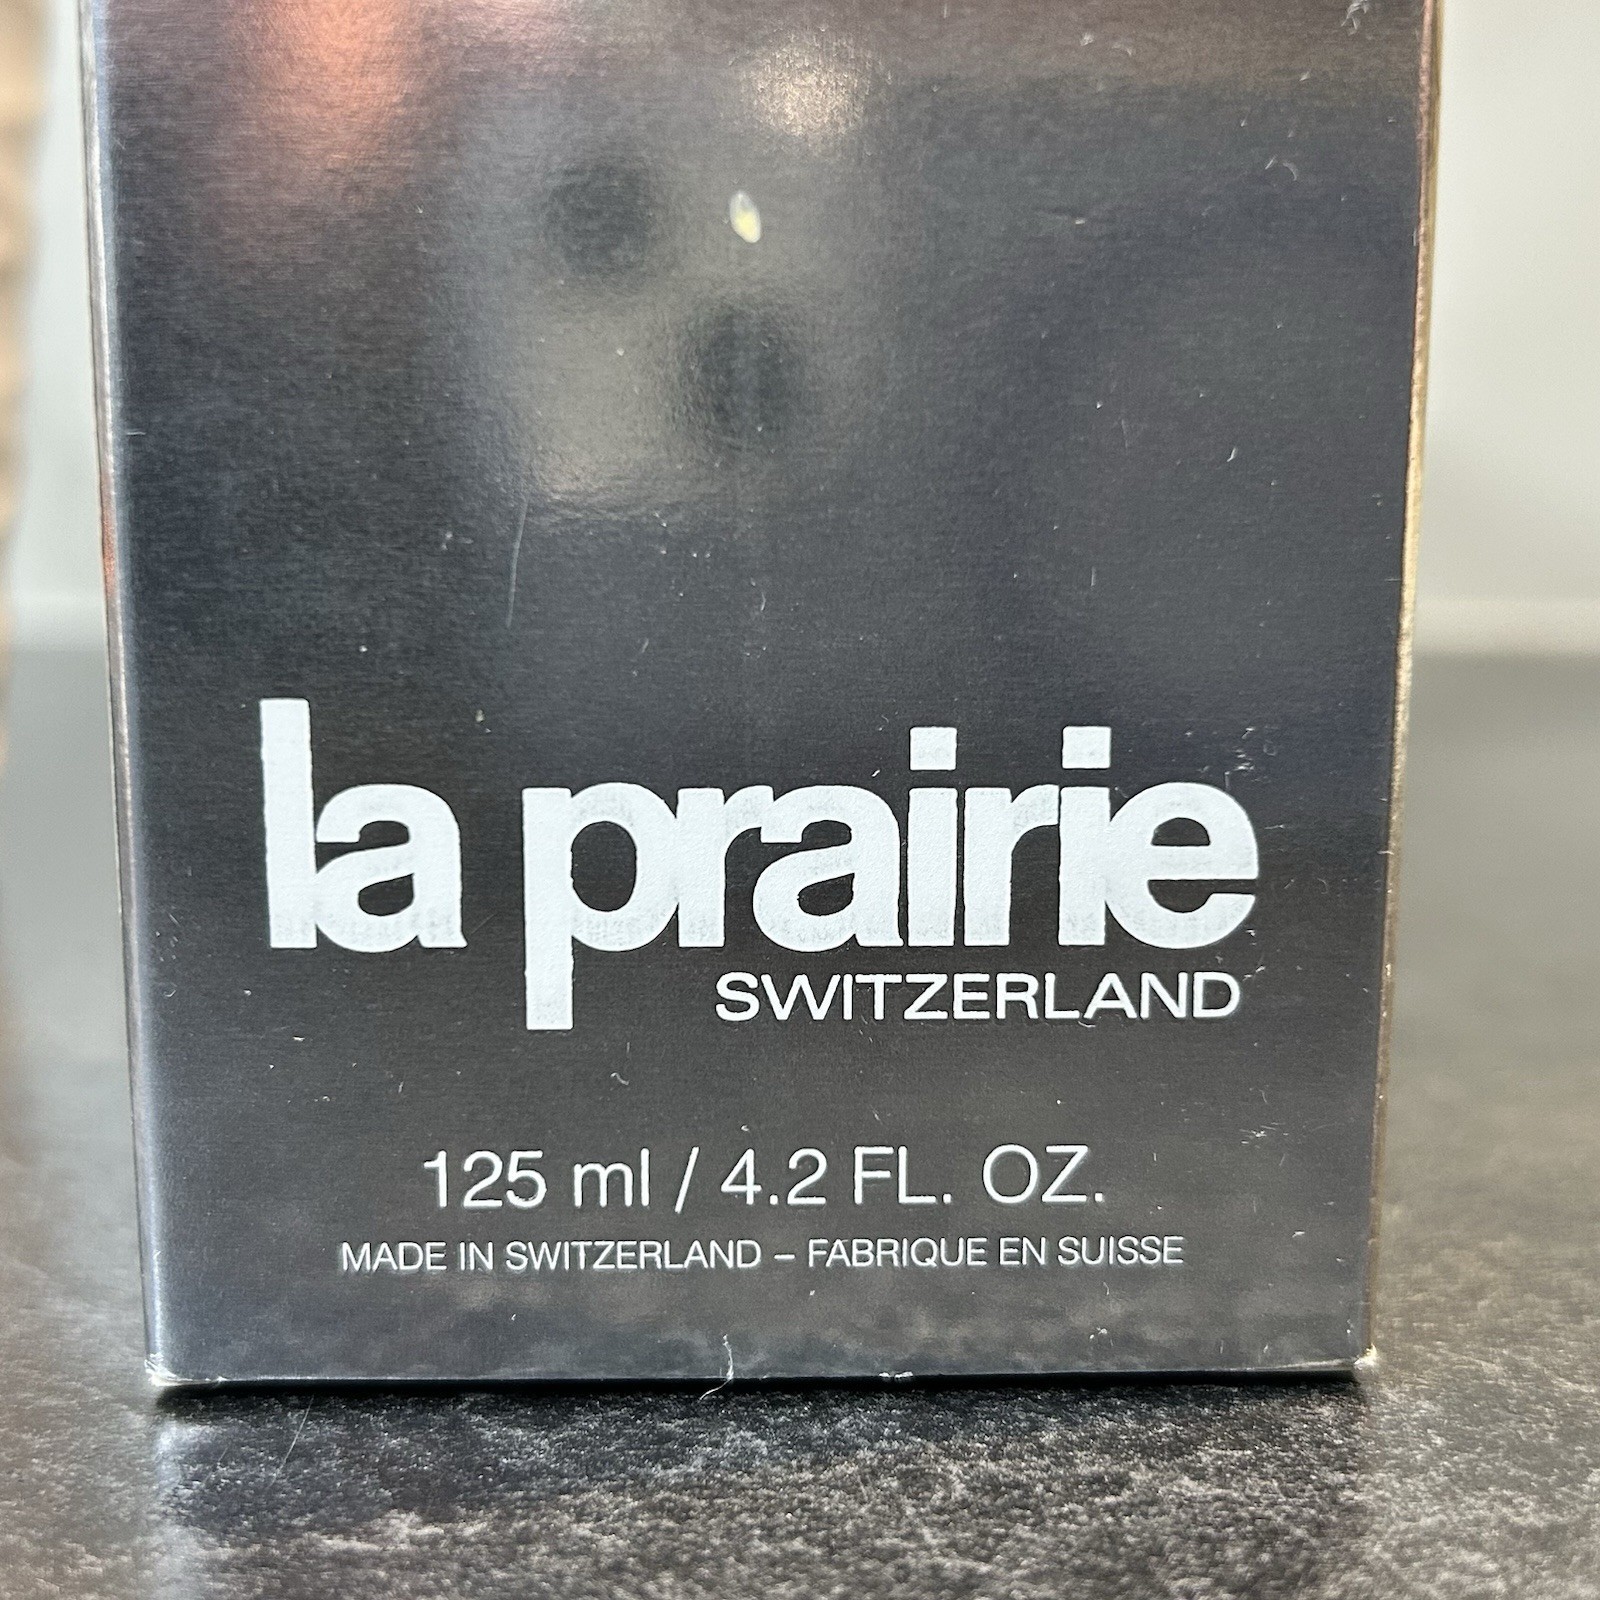 la prairie
SWITZERLAND
125 ml / 4.2 FL. OZ.
MADE IN SWITZERLAND – FABRIQUE EN SUISSE